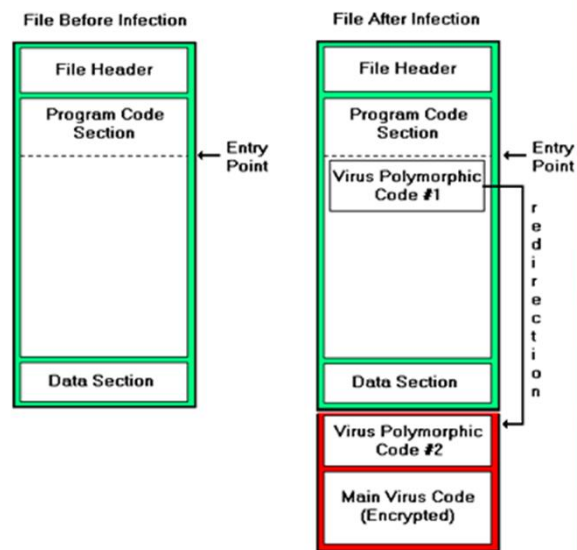 File Before Infection
File Header
Program Code
Section
Entry
Point
Data Section
File After Infection
File Header
Program Code
Section
Entry
Point
Virus Polymorphic
Code #1
redirection
Data Section
Virus Polymorphic
Code #2
Main Virus Code
(Encrypted)